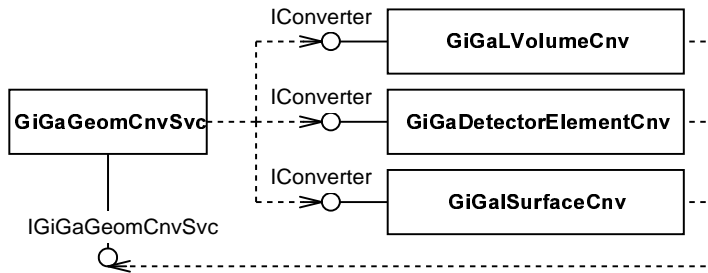 IConverter
GiGaLVolumeCnv
IConverter
GiGaGeomCnvSvc
GiGaDetectorElementCnv
IConverter
GiGaISurfaceCnv
IGiGaGeomCnvSvc